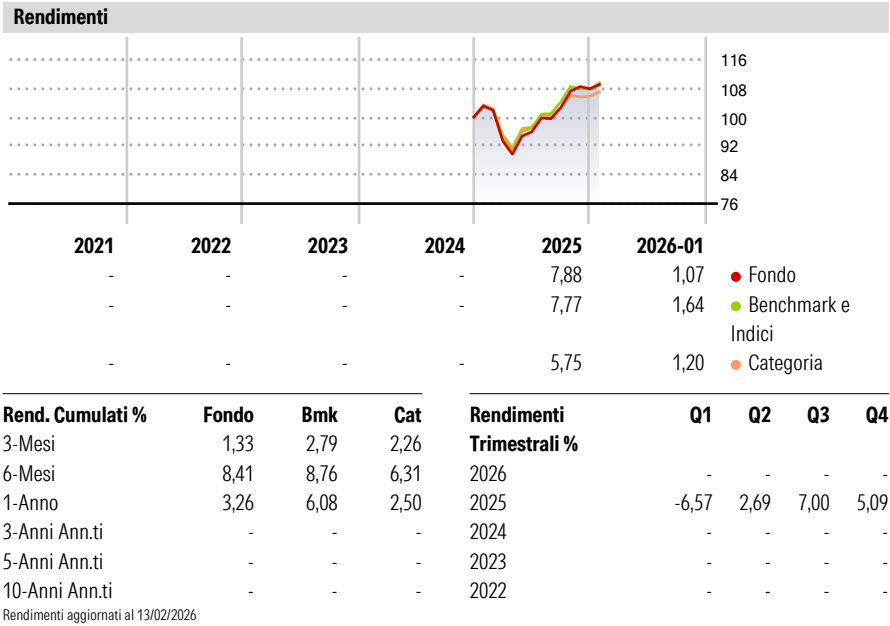 Rendimenti
116
108
100
92
84
76
2021 2022 2023 2024 2025 2026-01
- - - - 7,88 1,07 Fondo
- - - - 7,77 1,64 Benchmark e
Indici
- - - - 5,75 1,20 Categoria
Rend. Cumulati % Fondo Bmk Cat
3-Mesi 1,33 2,79 2,26
6-Mesi 8,41 8,76 6,31
1-Anno 3,26 6,08 2,50
3-Anni Ann.ti - - -
5-Anni Ann.ti - - -
10-Anni Ann.ti - - -
Rendimenti Q1 Q2 Q3 Q4
Trimestrali %
2026 - - - -
2025 -6,57 2,69 7,00 5,09
2024 - - - -
2023 - - - -
2022 - - - -
Rendimenti aggiornati al 13/02/2026